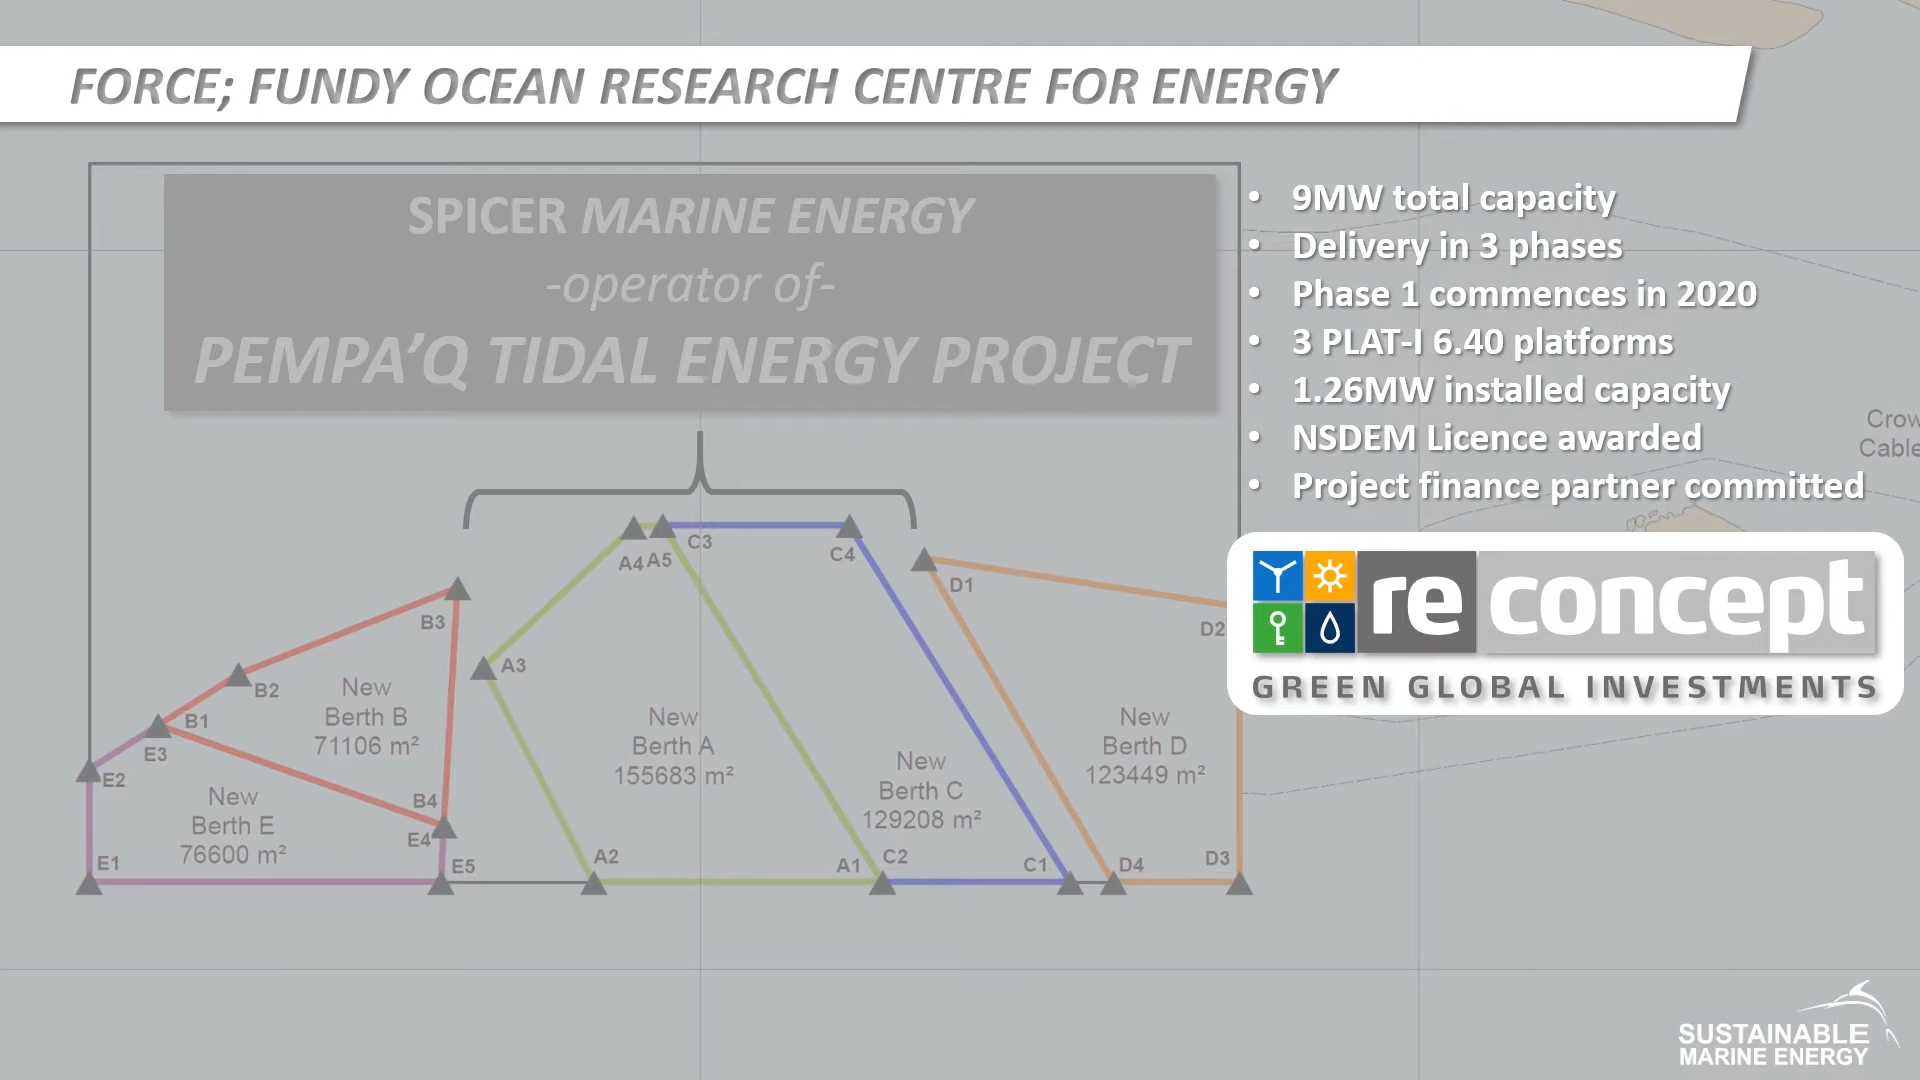 FORCE; FUNDY OCEAN RESEARCH CENTRE FOR ENERGY
SPICER MARINE ENERGY
-operator of-
PEMPA’Q TIDAL ENERGY PROJECT
• 9MW total capacity
• Delivery in 3 phases
• Phase 1 commences in 2020
• 3 PLAT-I 6.40 platforms
• 1.26MW installed capacity
• NSDEM Licence awarded
• Project finance partner committed
re concept
GREEN GLOBAL INVESTMENTS
A4
A5
C3
C4
D1
D2
B3
A3
B2
B1
E3
E2
New
Berth B
71106 m²
New
Berth A
155683 m²
New
Berth C
129208 m²
New
Berth D
123449 m²
New
Berth E
76600 m²
B4
E4
E1
E5
A2
A1
C2
C1
D4
D3
Cable
SUSTAINABLE
MARINE ENERGY